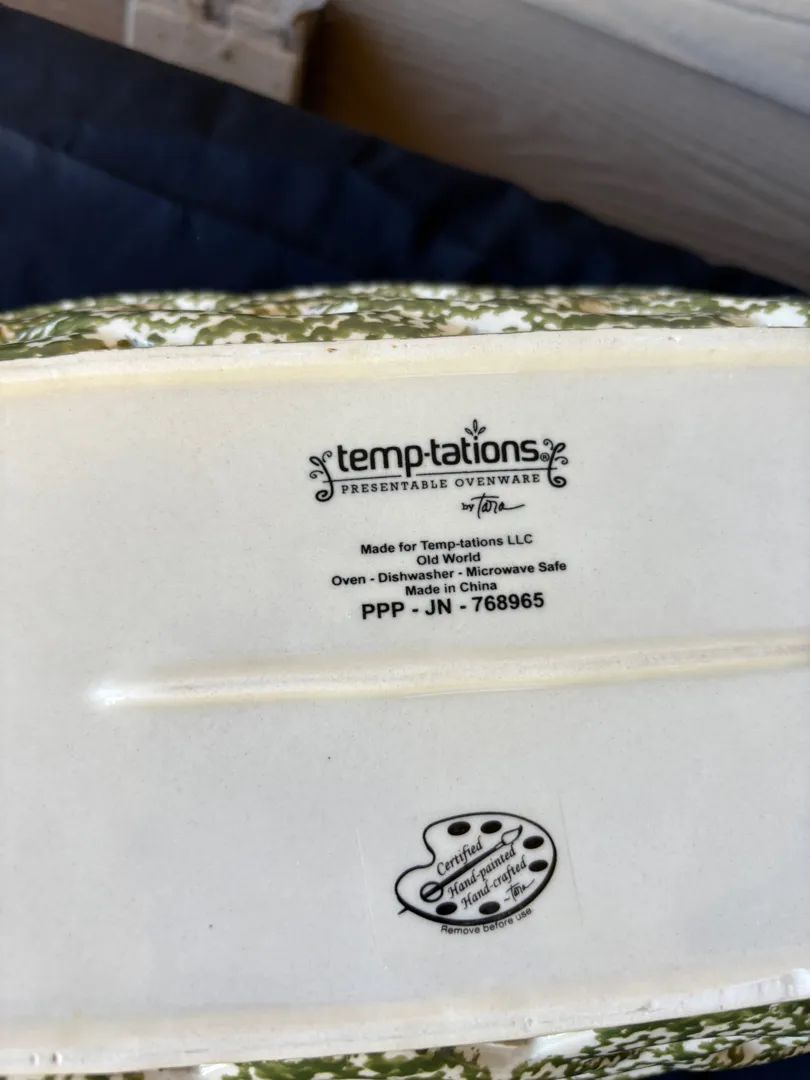 temp-tations®
PRESENTABLE OVENWARE
by Tara
Made for Temp-tations LLC
Old World
Oven - Dishwasher - Microwave Safe
Made in China
PPP - JN - 768965
Certified
Hand-painted
Hand-crafted
~Tara
Remove before use